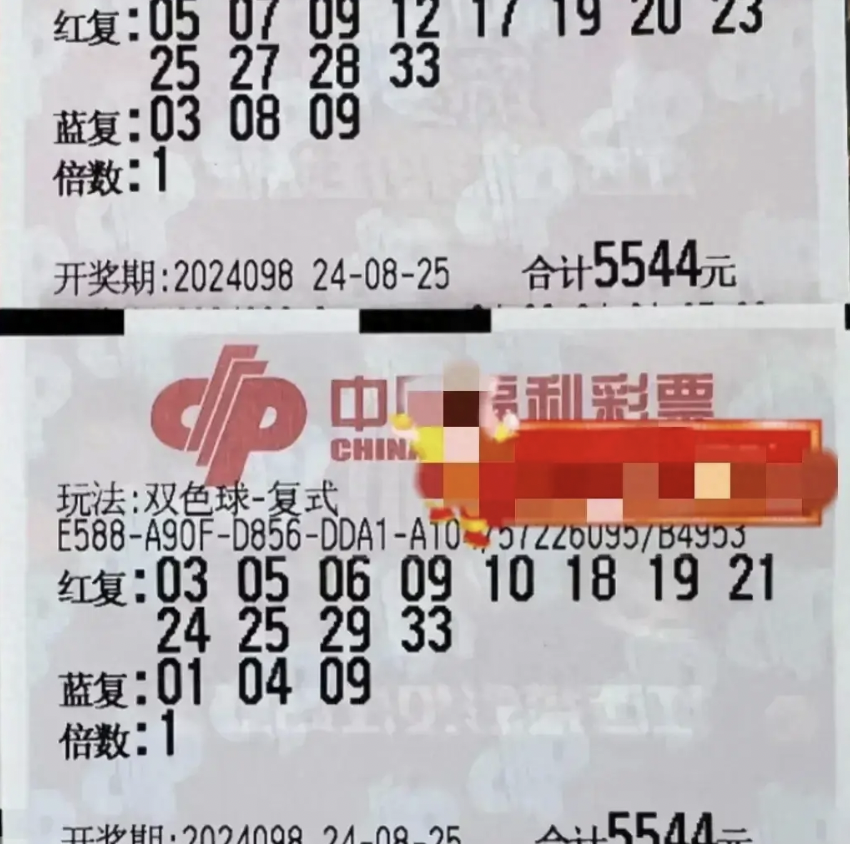 红复:05 07 09 12 17 19 20 23
25 27 28 33
蓝复:03 08 09
倍数:1
开奖期:2024098 24-08-25 合计5544元
中 福利彩票
CHINA
玩法:双色球-复式
E588-A90F-D856-DDA1-A10 /57226095/B4953
红复:03 05 06 09 10 18 19 21
24 25 29 33
蓝复:01 04 09
倍数:1
开奖期:2024098 24-08-25 合计5544元